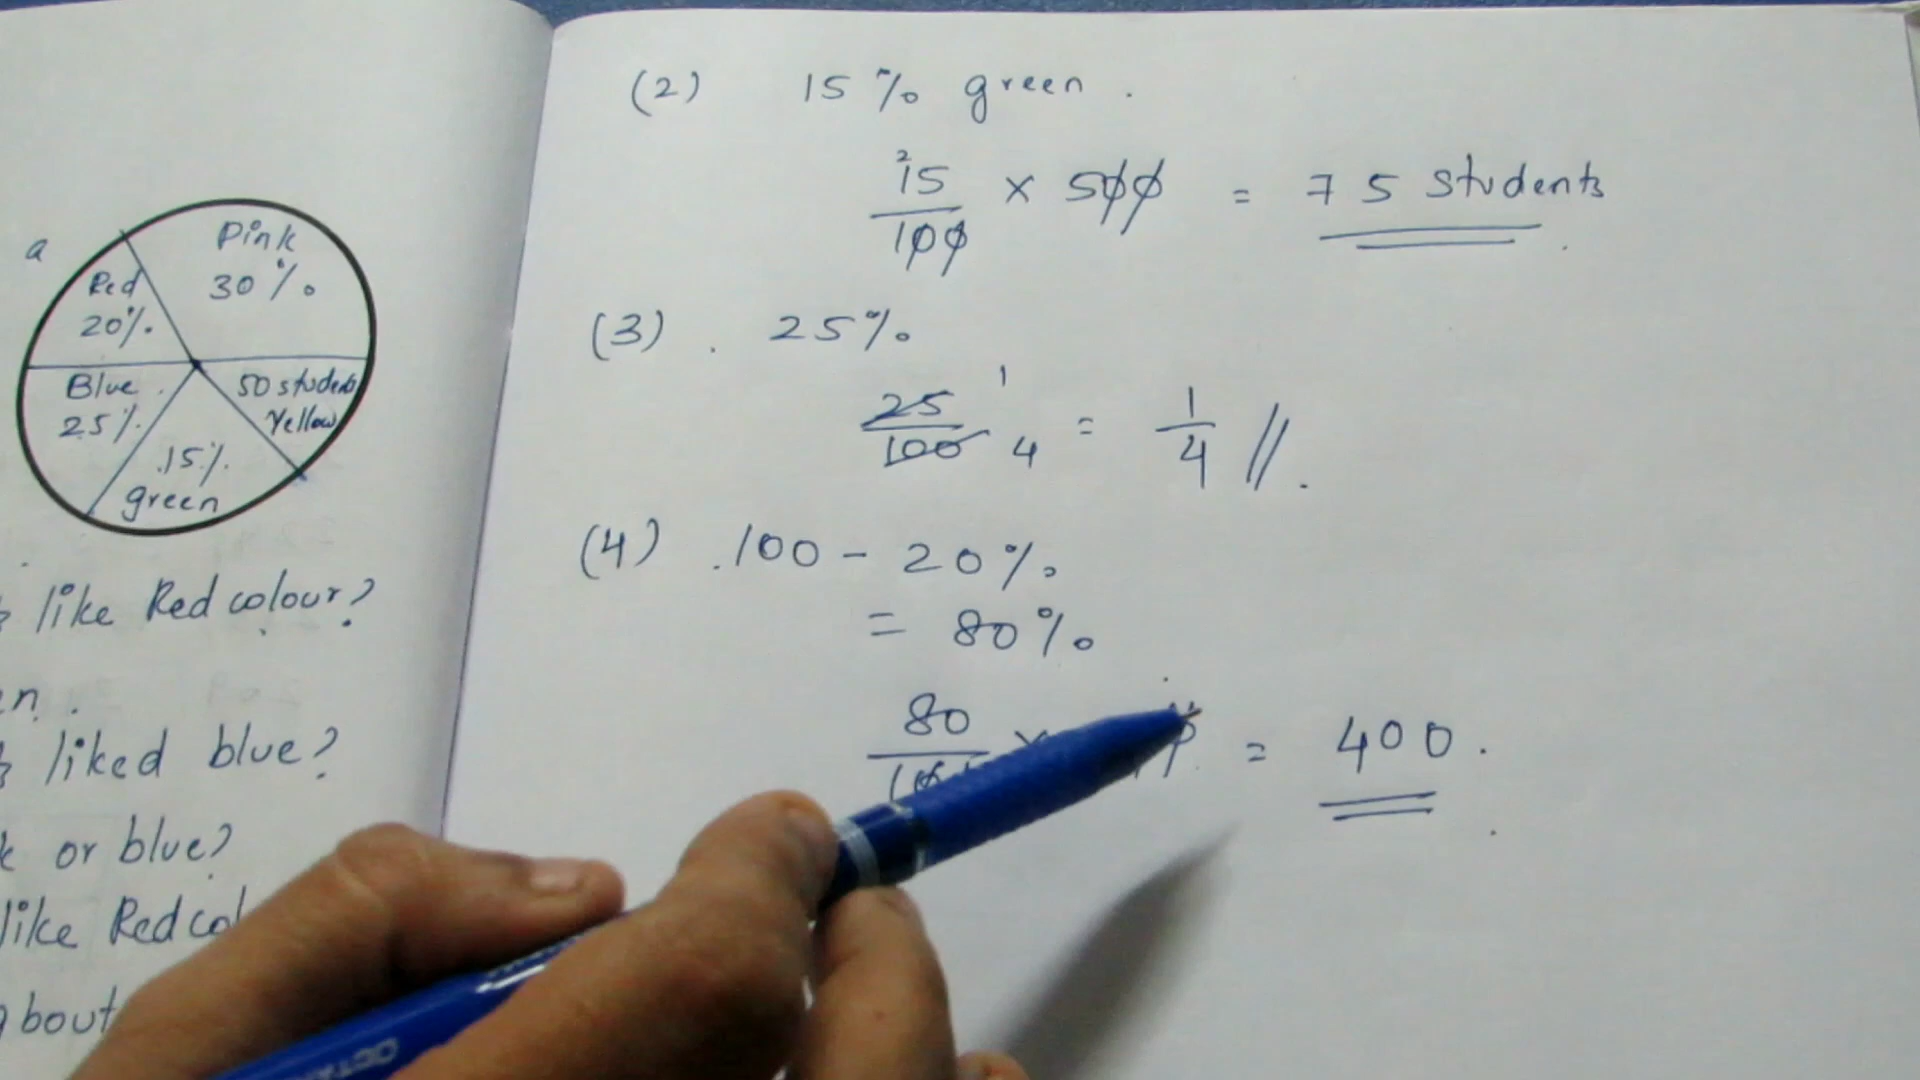 a
Pink
30%
Red
20%.
Blue
25%.
50 students
Yellow
15%.
green
like Red colour?
liked blue?
or blue?
like Red col
about
(2) 15% green.
15/100 × 500 = 75 students
(3) 25%
25/100 1/4 = 1/4 //.
(4) 100 - 20%
= 80%
80 = 400.